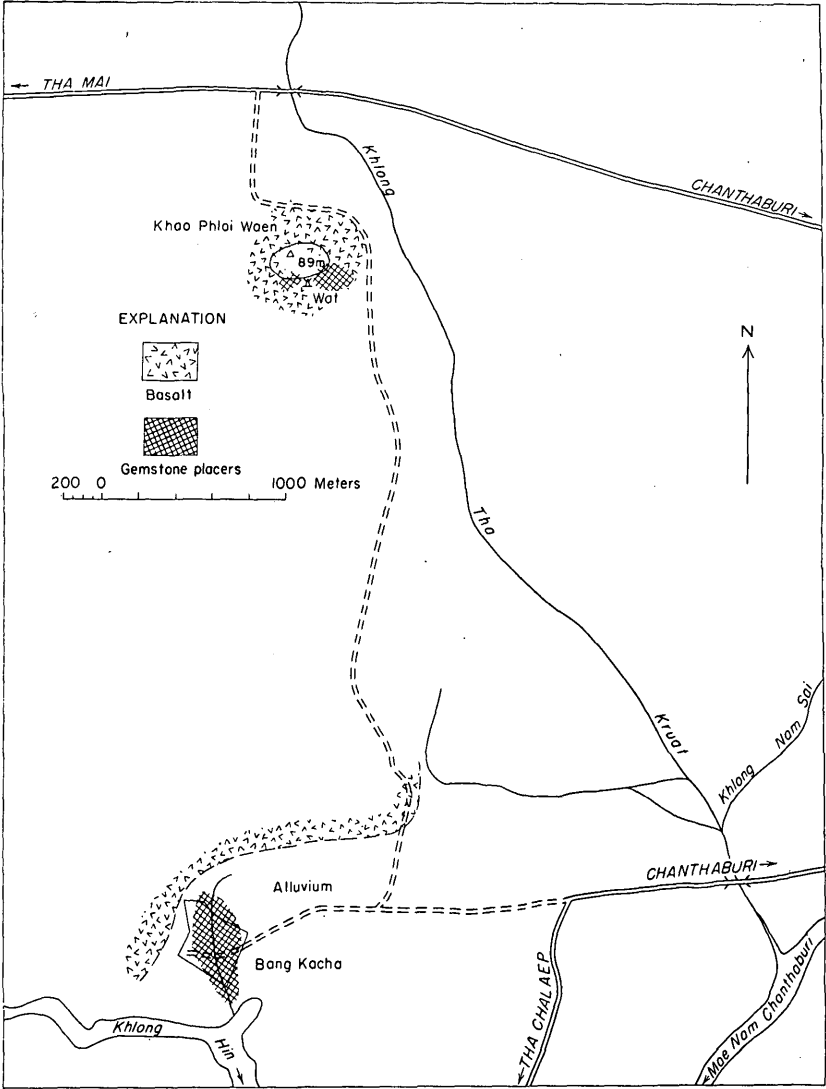 ← THA MAI
Khlong
CHANTHABURI →
Khao Phloi Waen
89m
Wat
EXPLANATION
N
Basalt
Gemstone placers
200 0 1000 Meters
Tha
Kruat
Khlong Nam Sai
CHANTHABURI →
Alluvium
Bang Kacha
Khlong
Hin
← THA CHALAEP
Mae Nam Chanthaburi